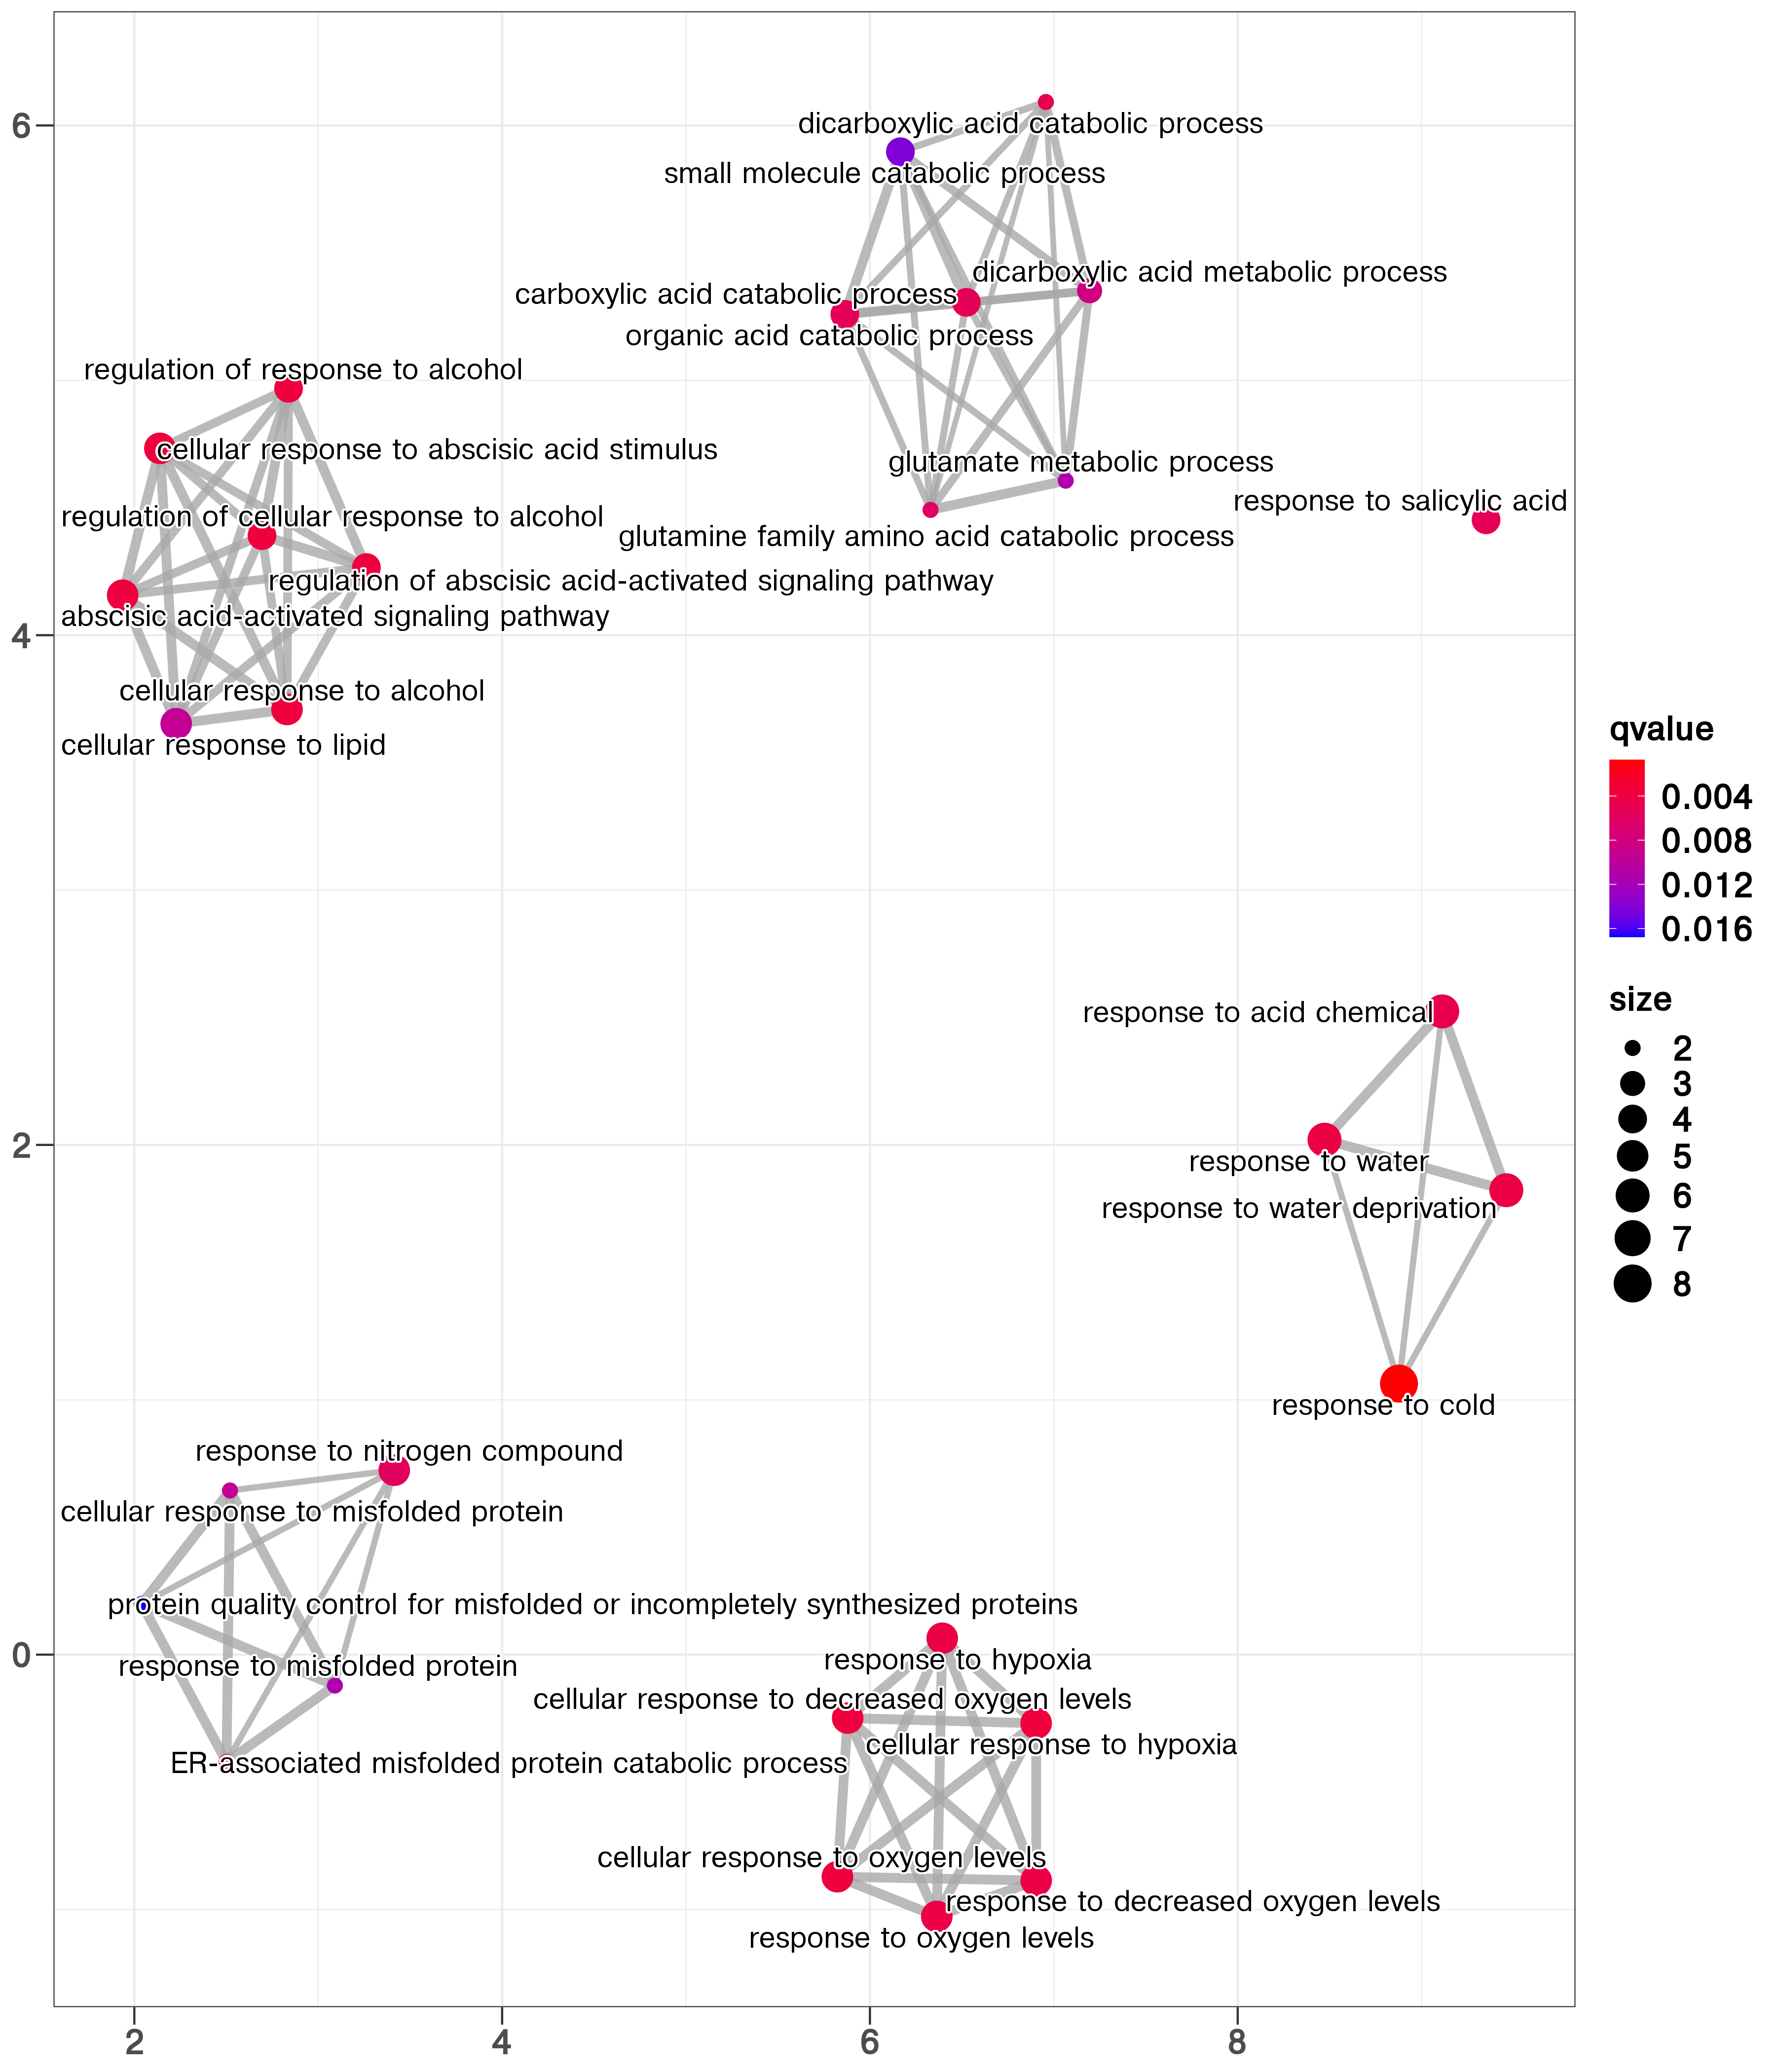 6
dicarboxylic acid catabolic process
small molecule catabolic process
dicarboxylic acid metabolic process
carboxylic acid catabolic process
organic acid catabolic process
regulation of response to alcohol
cellular response to abscisic acid stimulus
glutamate metabolic process
response to salicylic acid
regulation of cellular response to alcohol
glutamine family amino acid catabolic process
regulation of abscisic acid-activated signaling pathway
abscisic acid-activated signaling pathway
4
cellular response to alcohol
cellular response to lipid
response to acid chemical
2
response to water
response to water deprivation
response to cold
response to nitrogen compound
cellular response to misfolded protein
protein quality control for misfolded or incompletely synthesized proteins
0
response to misfolded protein
response to hypoxia
cellular response to decreased oxygen levels
cellular response to hypoxia
ER-associated misfolded protein catabolic process
cellular response to oxygen levels
response to decreased oxygen levels
response to oxygen levels
2 4 6 8
qvalue
0.004
0.008
0.012
0.016
size
2
3
4
5
6
7
8